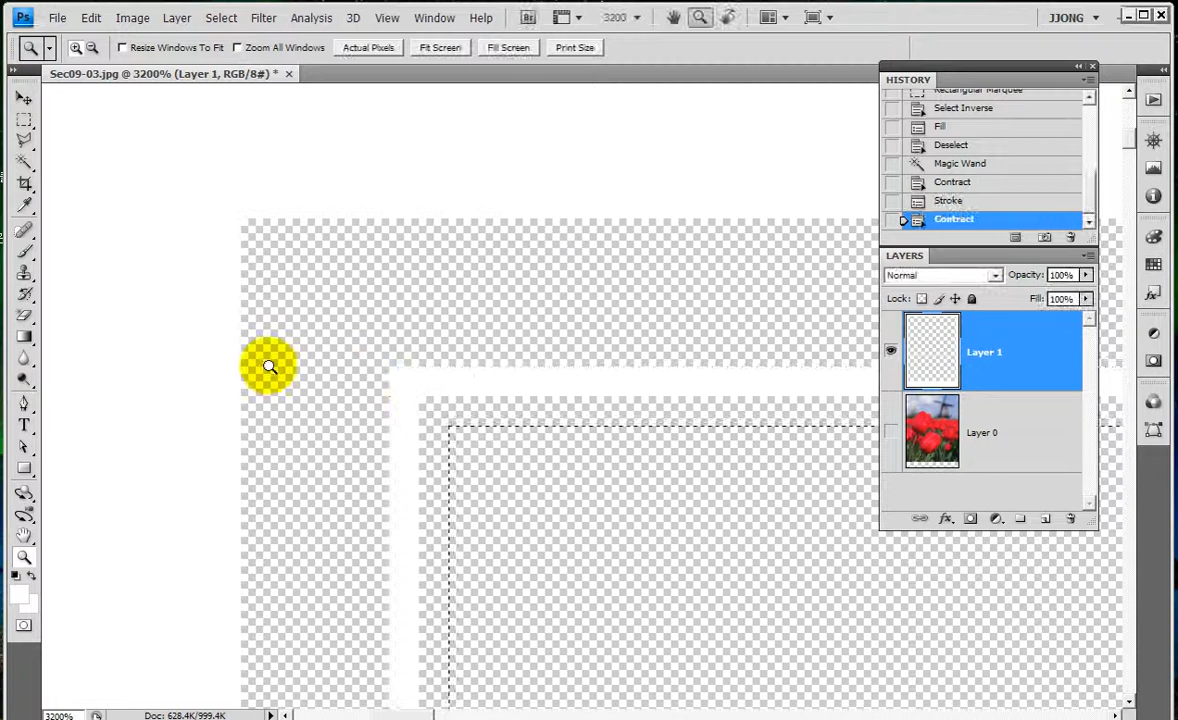 Ps File Edit Image Layer Select Filter Analysis 3D View Window Help Br 3200 JJONG
Resize Windows To Fit Zoom All Windows Actual Pixels Fit Screen Fill Screen Print Size
Sec09-03.jpg @ 3200% (Layer 1, RGB/8#) *
HISTORY
Rectangular Marquee
Select Inverse
Fill
Deselect
Magic Wand
Contract
Stroke
Contract
LAYERS
Normal Opacity: 100%
Lock: Fill: 100%
Layer 1
Layer 0
fx
T
3200% Doc: 628.4K/999.4K